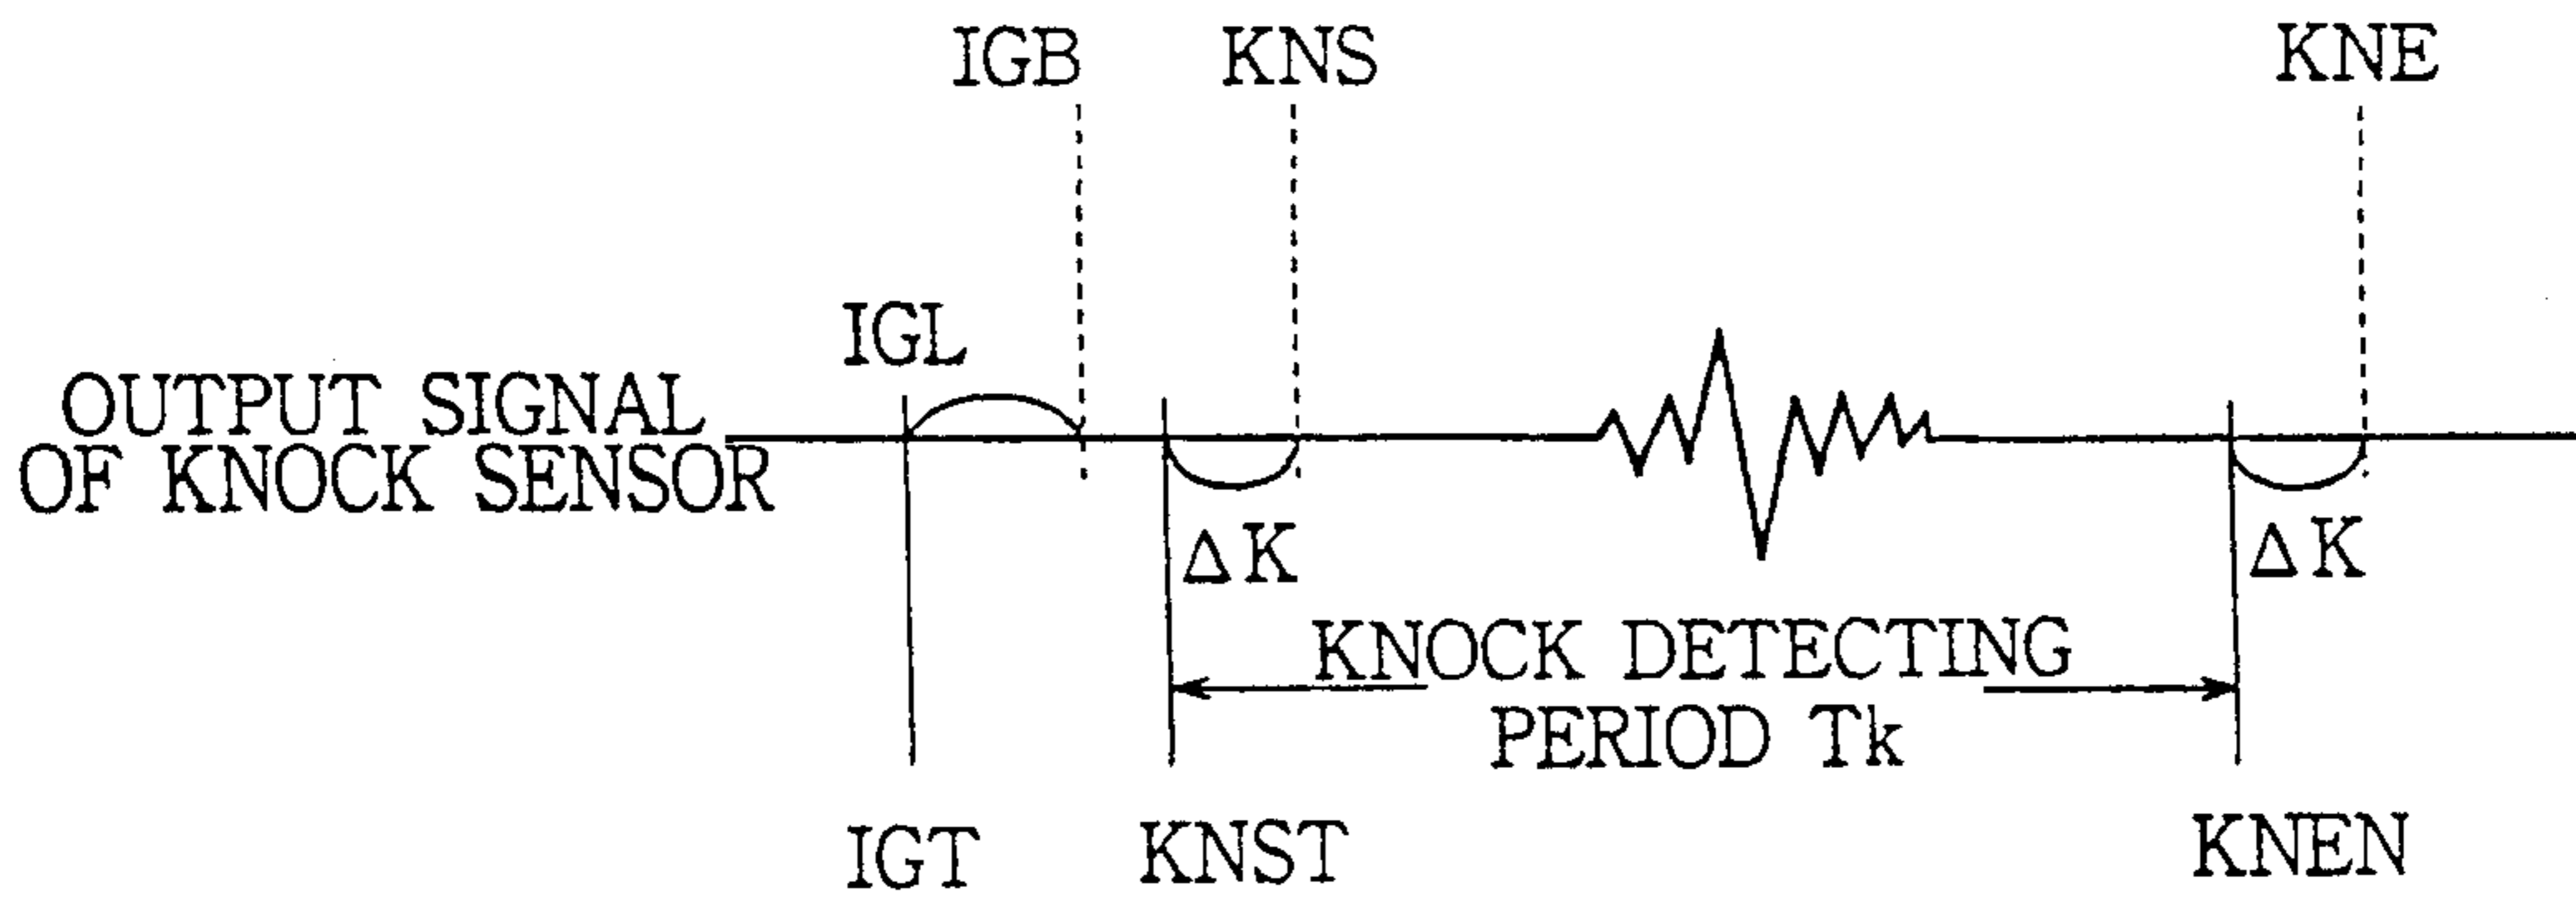 IGB KNS KNE
IGL
OUTPUT SIGNAL
OF KNOCK SENSOR
ΔK ΔK
KNOCK DETECTING
PERIOD Tk
IGT KNST KNEN